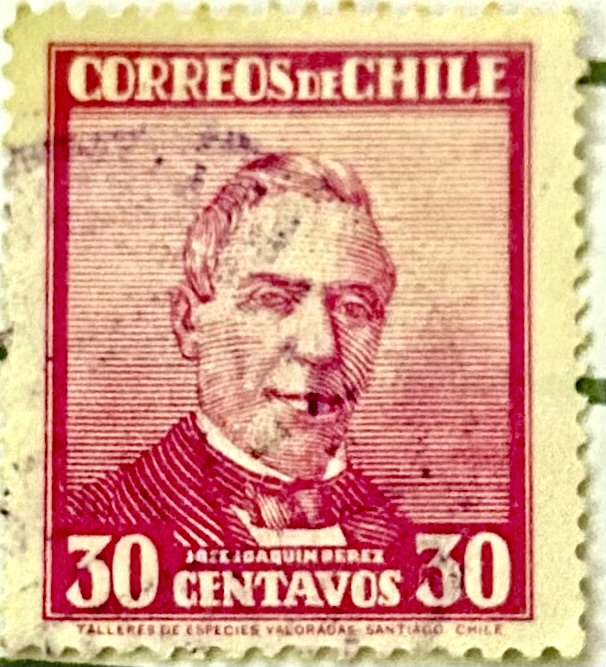 CORREOS DE CHILE
JOSE JOAQUIN PEREZ
30 CENTAVOS 30
TALLERES DE ESPECIES VALORADAS - SANTIAGO CHILE